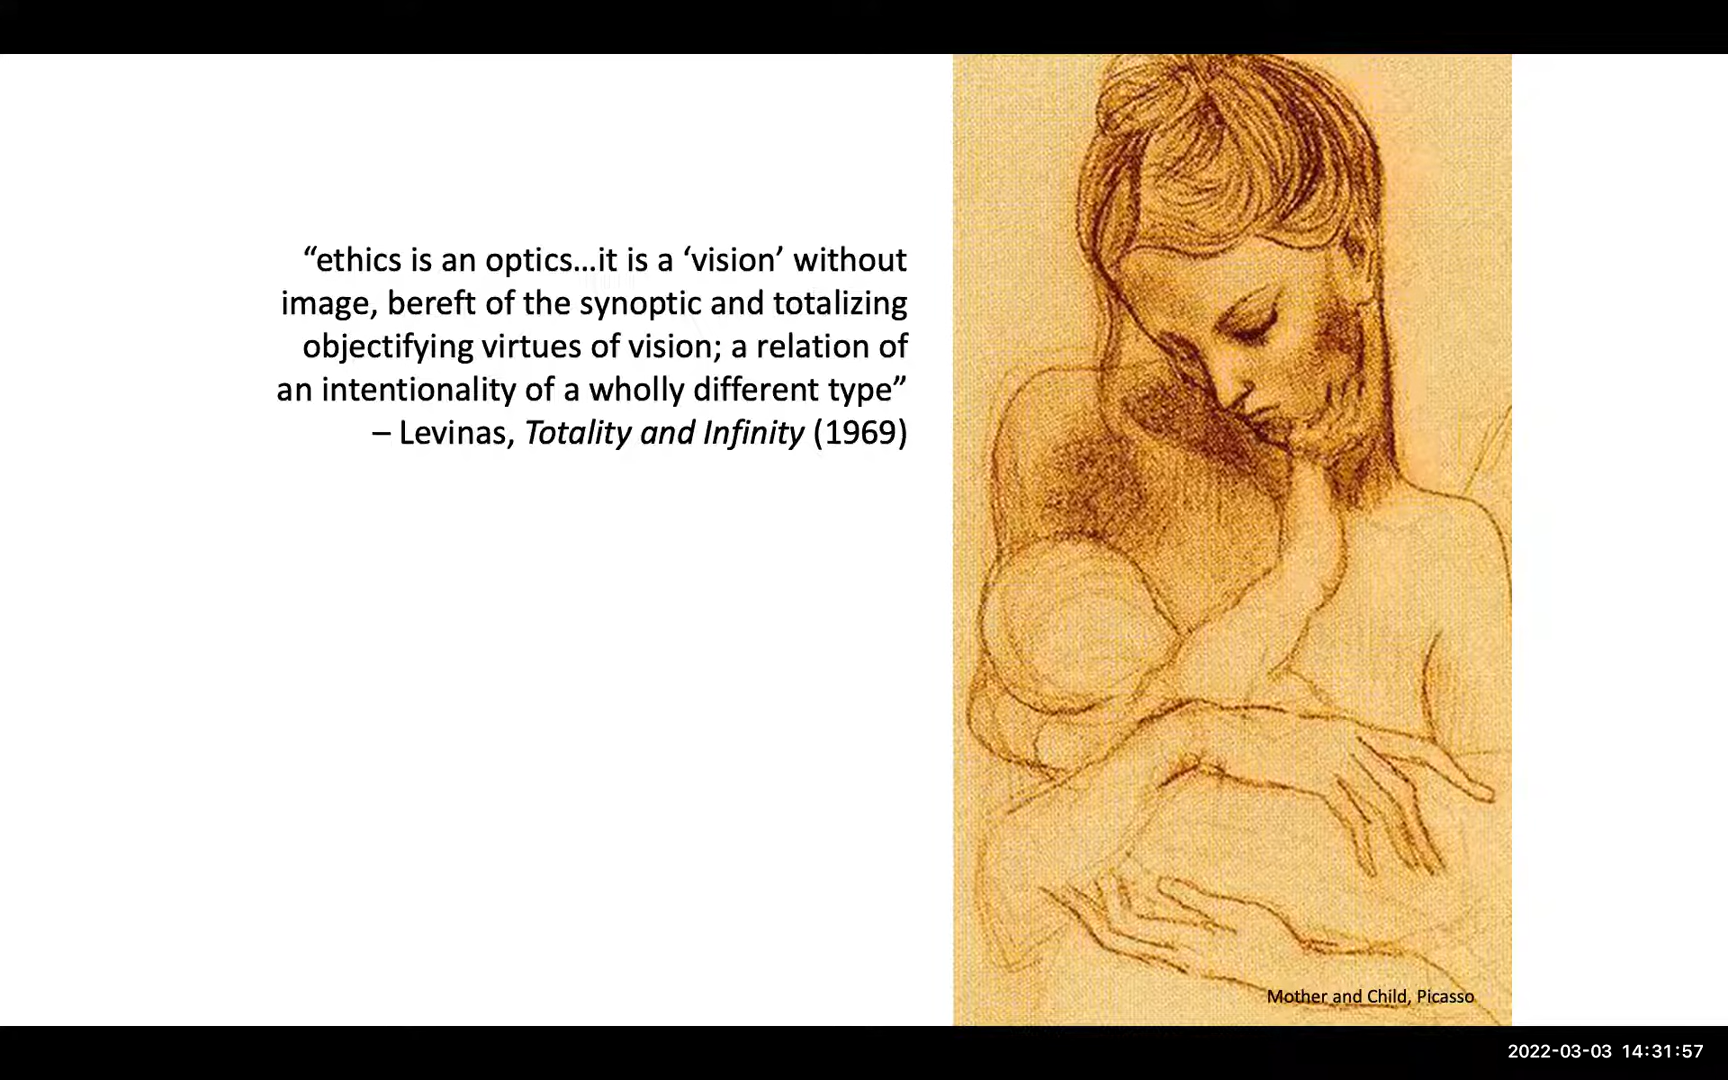 “ethics is an optics…it is a ‘vision’ without
image, bereft of the synoptic and totalizing
objectifying virtues of vision; a relation of
an intentionality of a wholly different type”
– Levinas, Totality and Infinity (1969)
Mother and Child, Picasso
2022-03-03 14:31:57